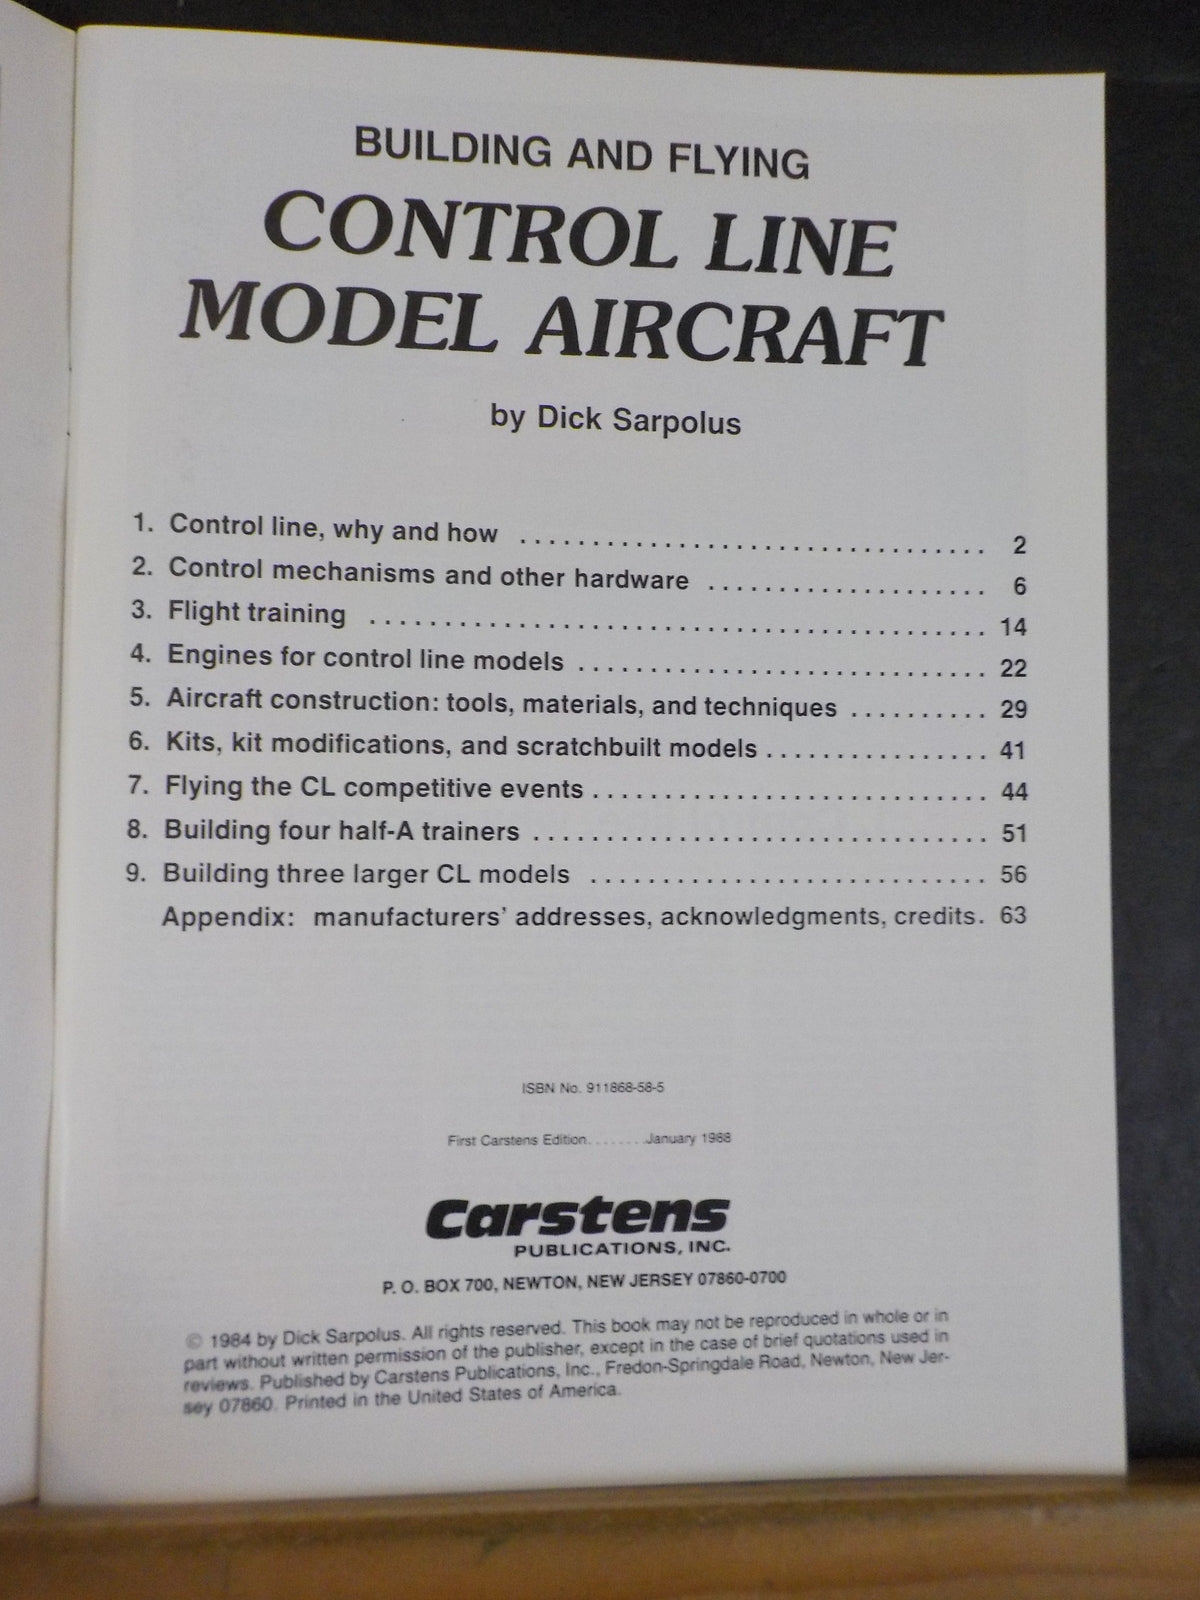 BUILDING AND FLYING
CONTROL LINE
MODEL AIRCRAFT
by Dick Sarpolus
1. Control line, why and how ................................ 2
2. Control mechanisms and other hardware ................... 6
3. Flight training .......................................... 14
4. Engines for control line models ............................ 22
5. Aircraft construction: tools, materials, and techniques .......... 29
6. Kits, kit modifications, and scratchbuilt models ................ 41
7. Flying the CL competitive events ........................... 44
8. Building four half-A trainers ............................... 51
9. Building three larger CL models ............................ 56
Appendix: manufacturers' addresses, acknowledgments, credits. 63
ISBN No. 911868-58-5
First Carstens Edition........January 1988
Carstens
PUBLICATIONS, INC.
P. O. BOX 700, NEWTON, NEW JERSEY 07860-0700
© 1984 by Dick Sarpolus. All rights reserved. This book may not be reproduced in whole or in
part without written permission of the publisher, except in the case of brief quotations used in
reviews. Published by Carstens Publications, Inc., Fredon-Springdale Road, Newton, New Jer-
sey 07860. Printed in the United States of America.